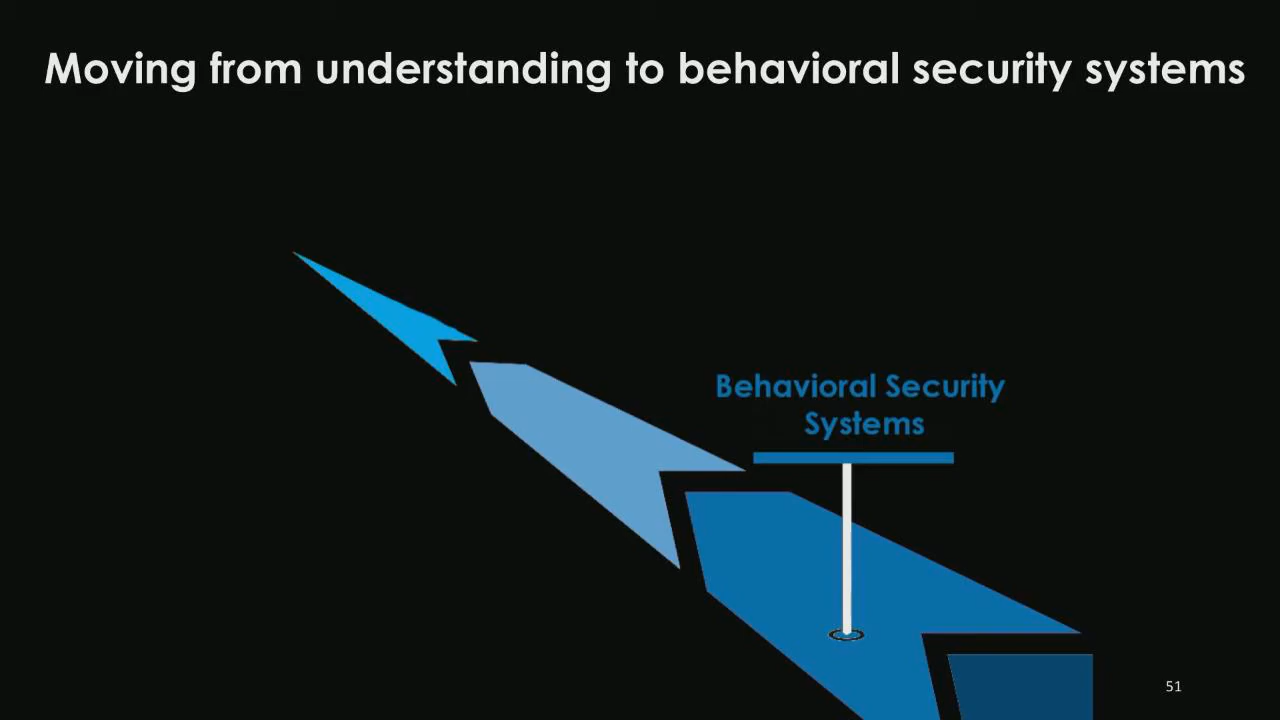 Moving from understanding to behavioral security systems
Behavioral Security
Systems
51